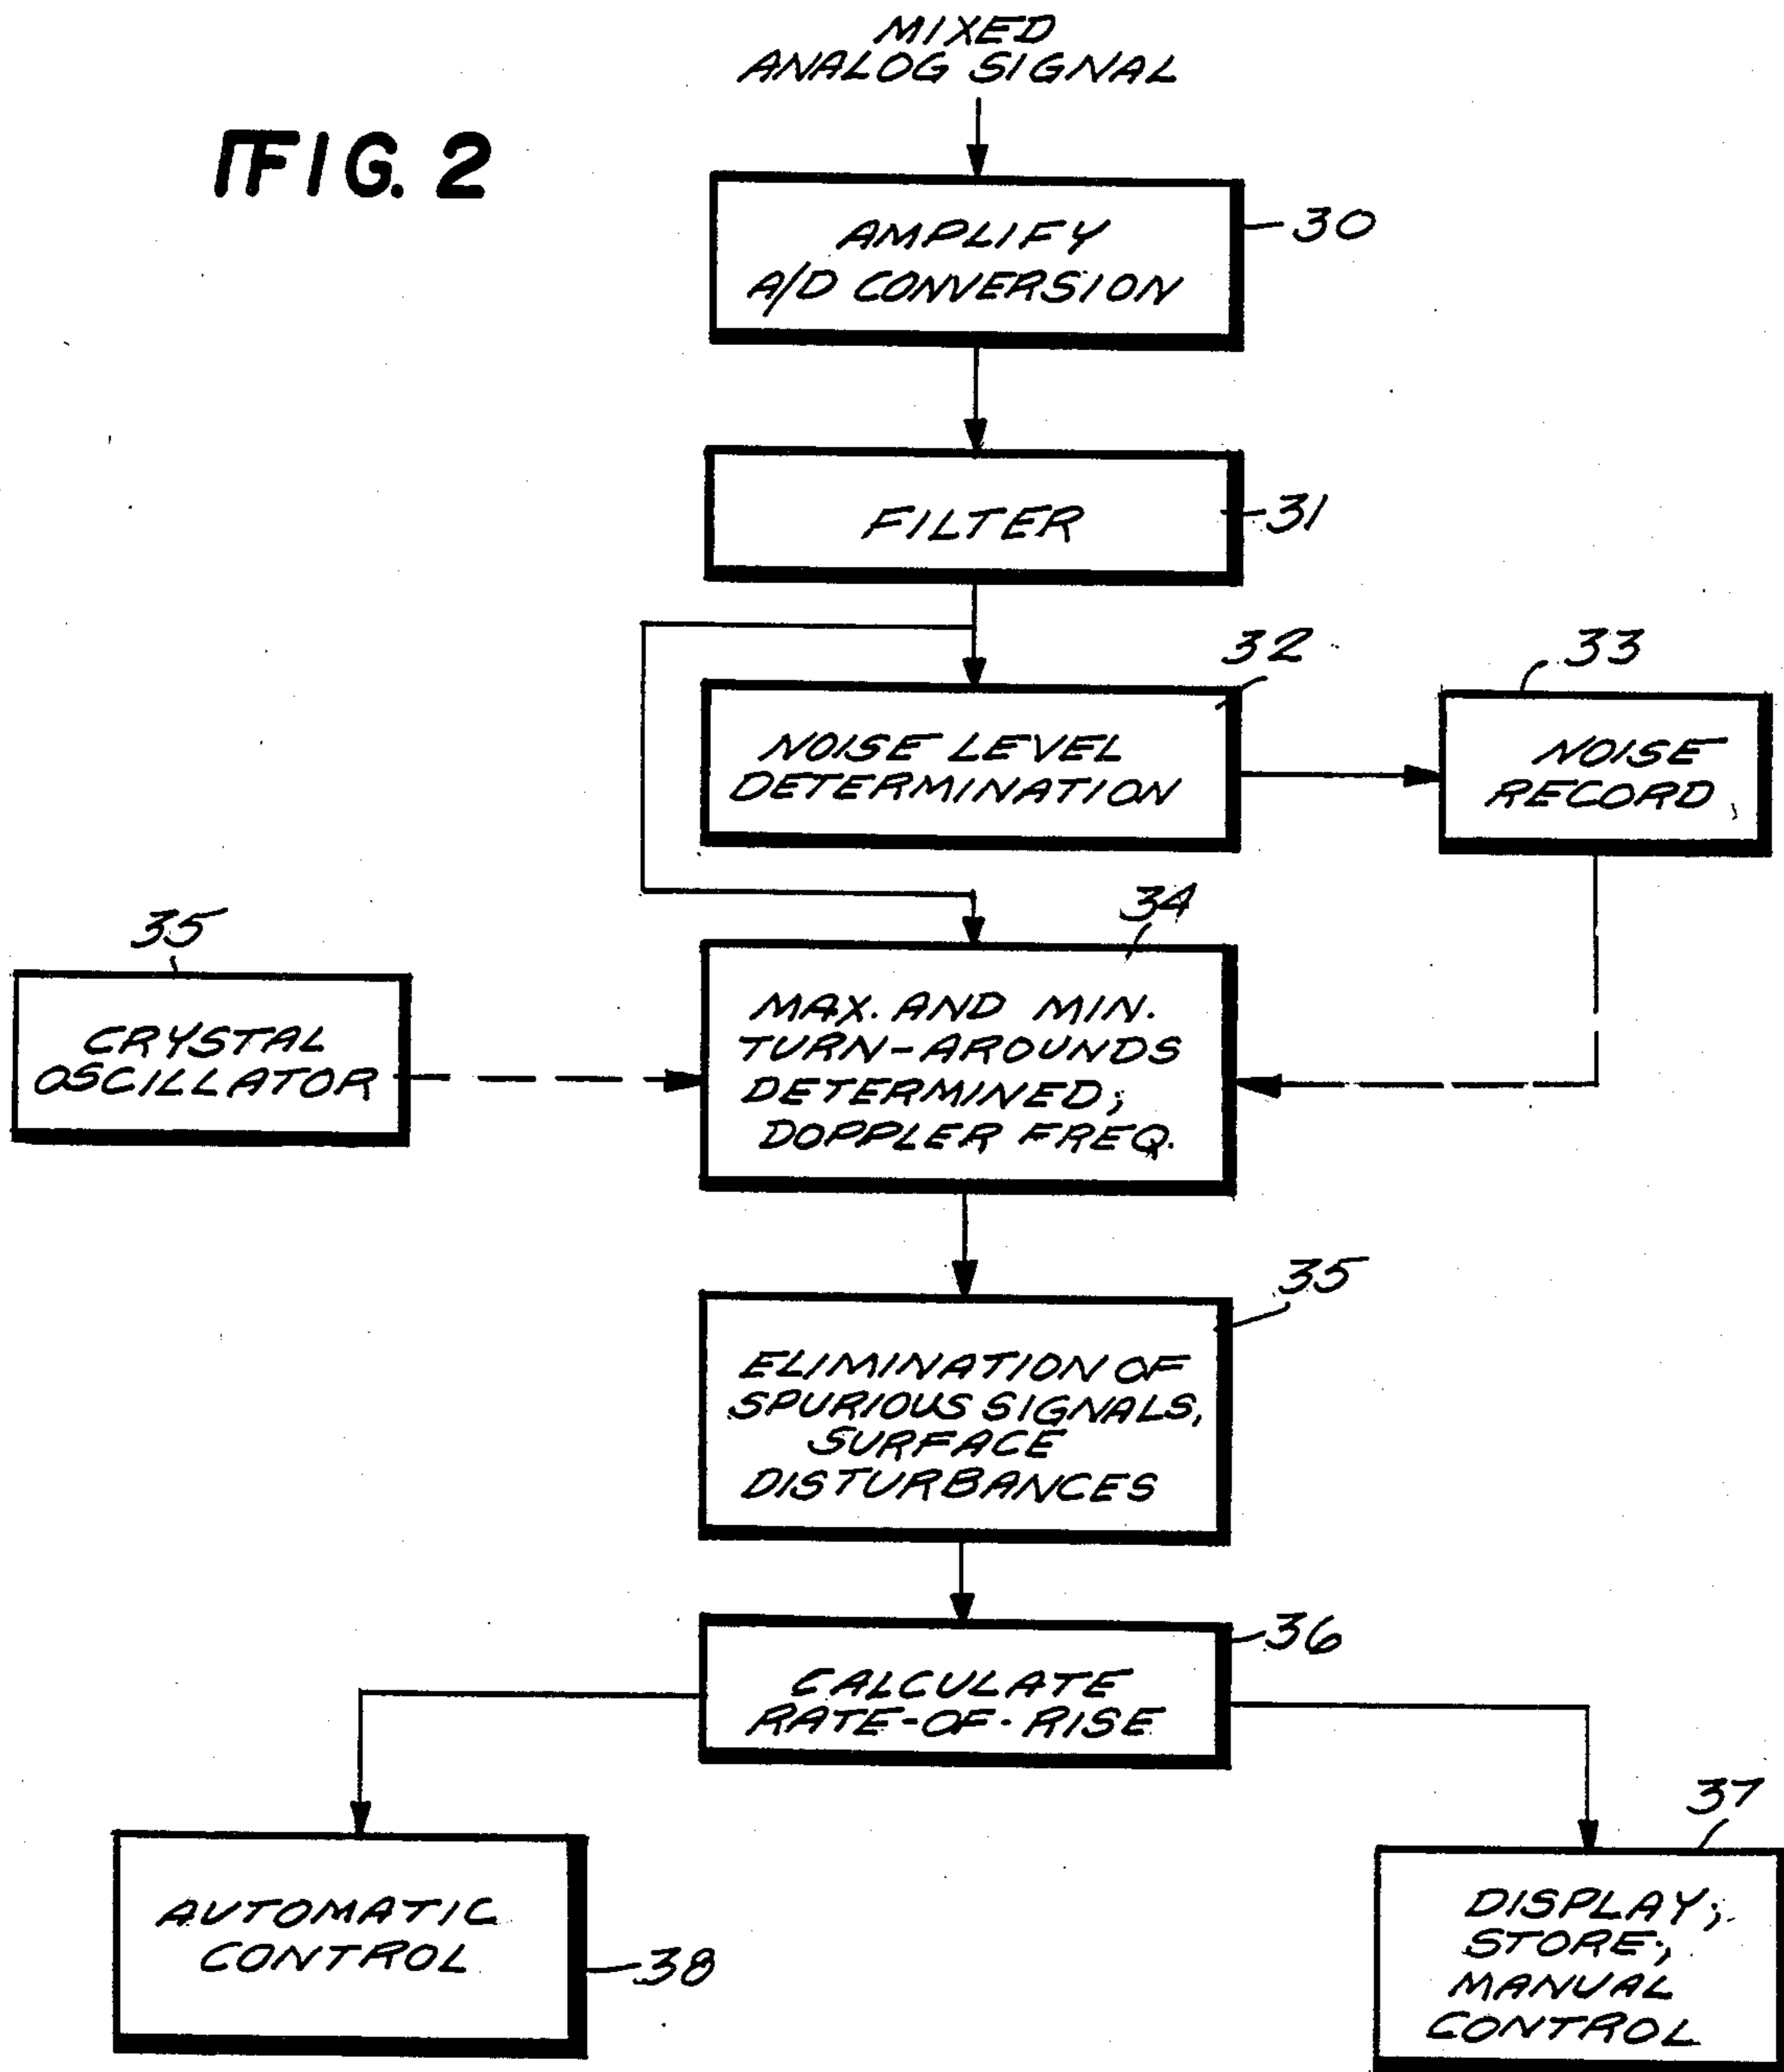 MIXED
ANALOG SIGNAL
FIG. 2
AMPLIFY
A/D CONVERSION
30
FILTER
31
32
NOISE LEVEL
DETERMINATION
33
NOISE
RECORD
34
MAX. AND MIN.
TURN-AROUNDS
DETERMINED;
DOPPLER FREQ.
35
CRYSTAL
OSCILLATOR
35
ELIMINATION OF
SPURIOUS SIGNALS,
SURFACE
DISTURBANCES
36
CALCULATE
RATE-OF-RISE
AUTOMATIC
CONTROL
38
37
DISPLAY;
STORE;
MANUAL
CONTROL